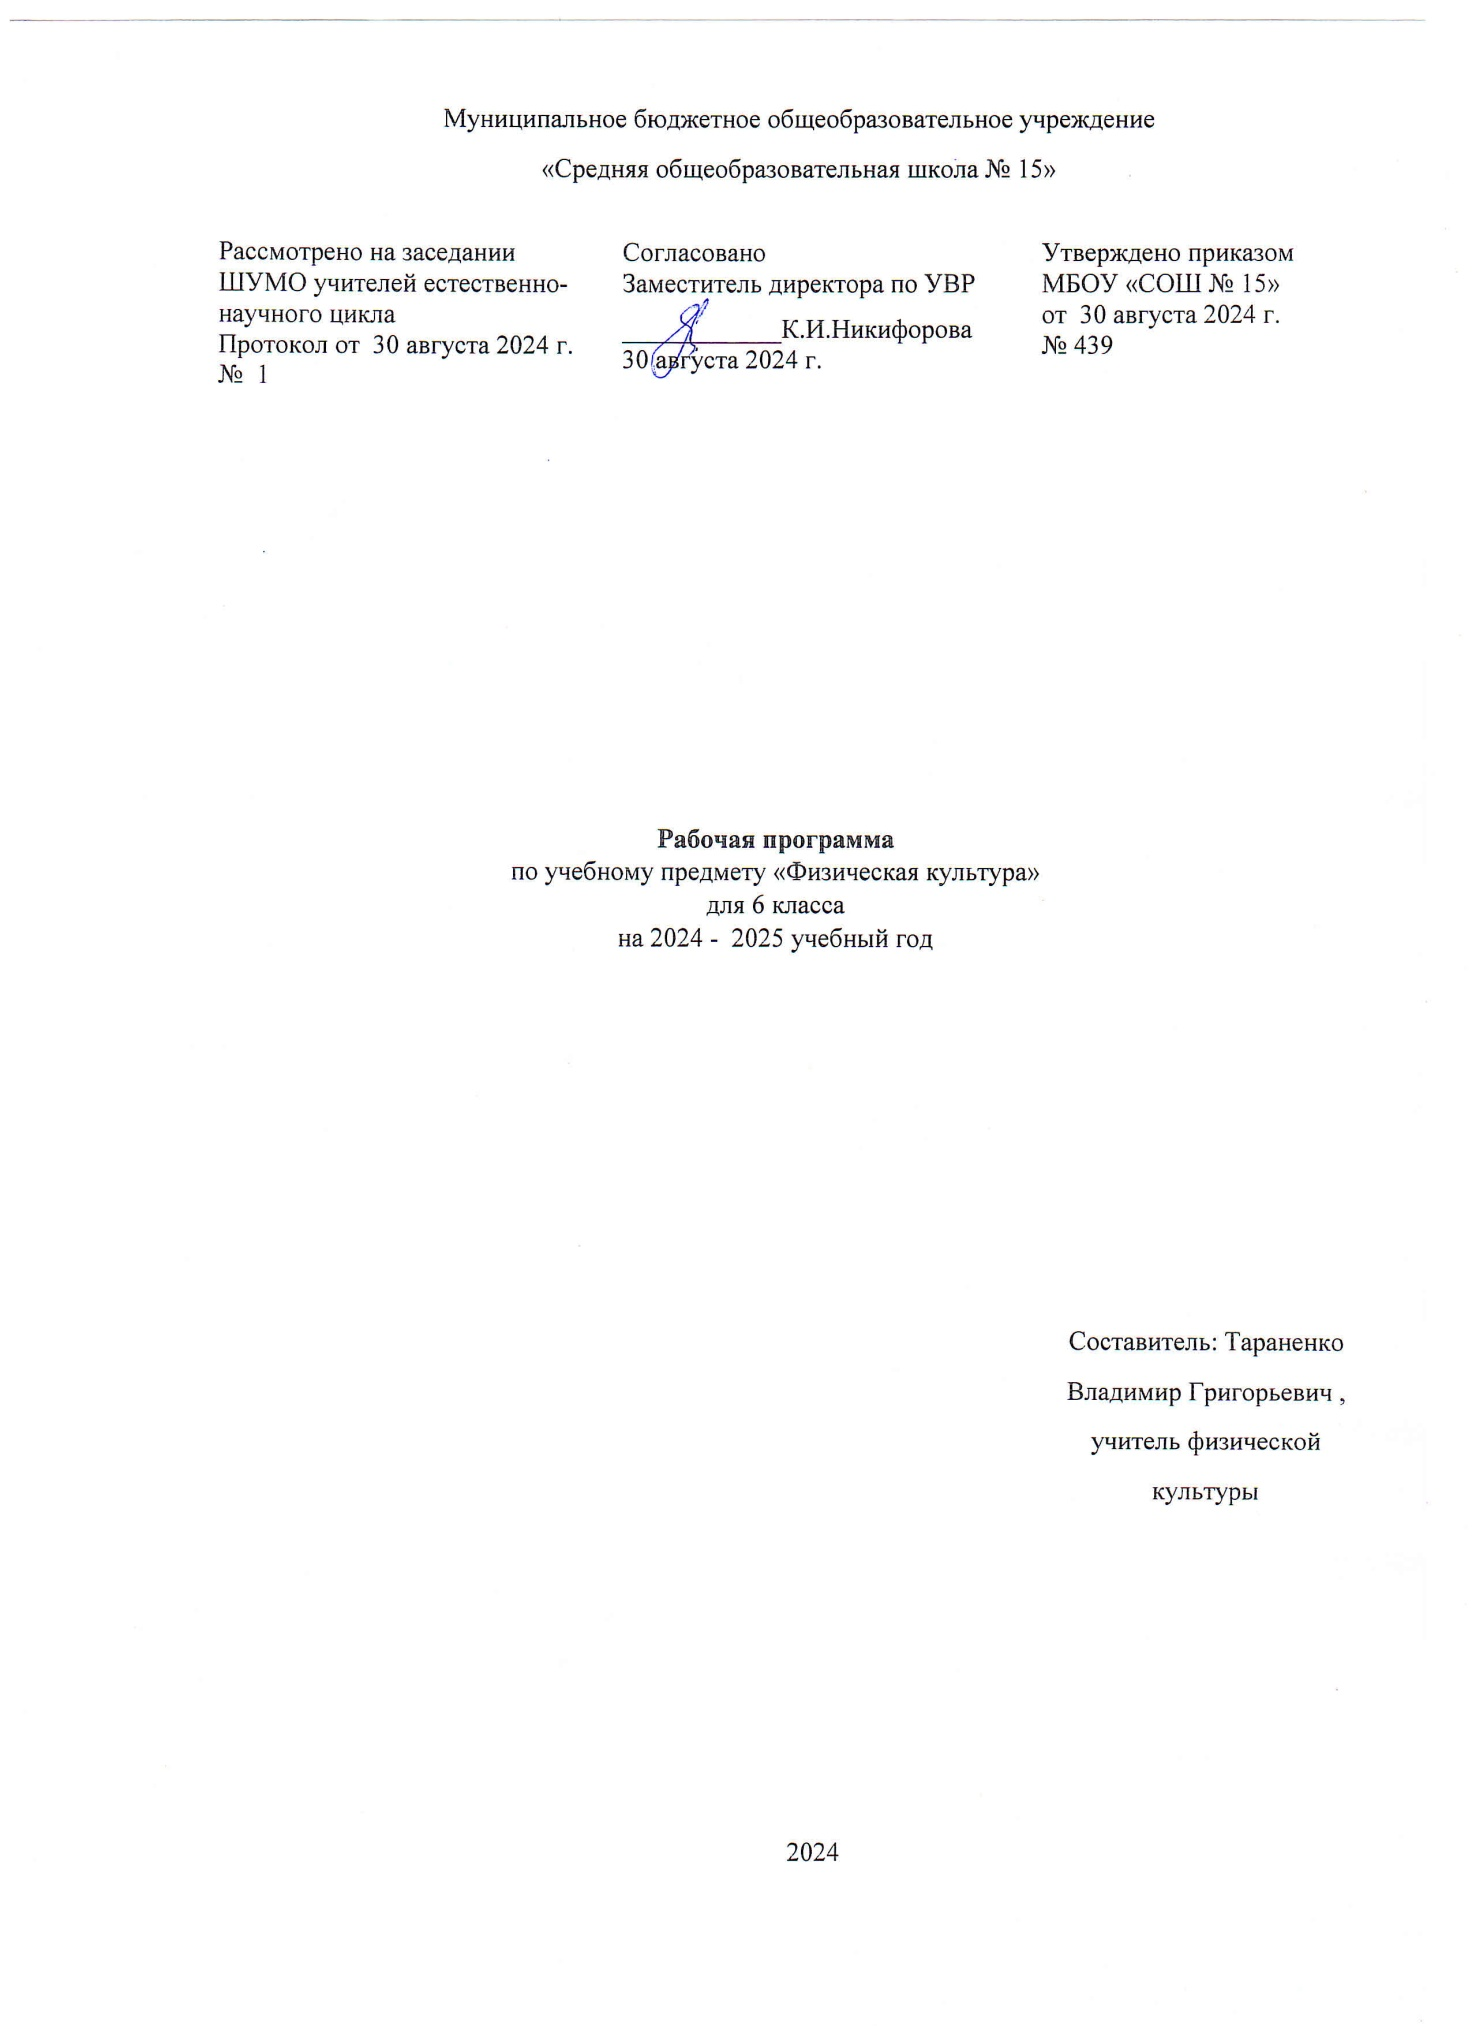 Муниципальное бюджетное общеобразовательное учреждение
«Средняя общеобразовательная школа № 15»
Рассмотрено на заседании
ШУМО учителей естественно-
научного цикла
Протокол от 30 августа 2024 г.
№ 1
Согласовано
Заместитель директора по УВР
____________К.И.Никифорова
30 августа 2024 г.
Утверждено приказом
МБОУ «СОШ № 15»
от 30 августа 2024 г.
№ 439
Рабочая программа
по учебному предмету «Физическая культура»
для 6 класса
на 2024 - 2025 учебный год
Составитель: Тараненко
Владимир Григорьевич ,
учитель физической
культуры
2024